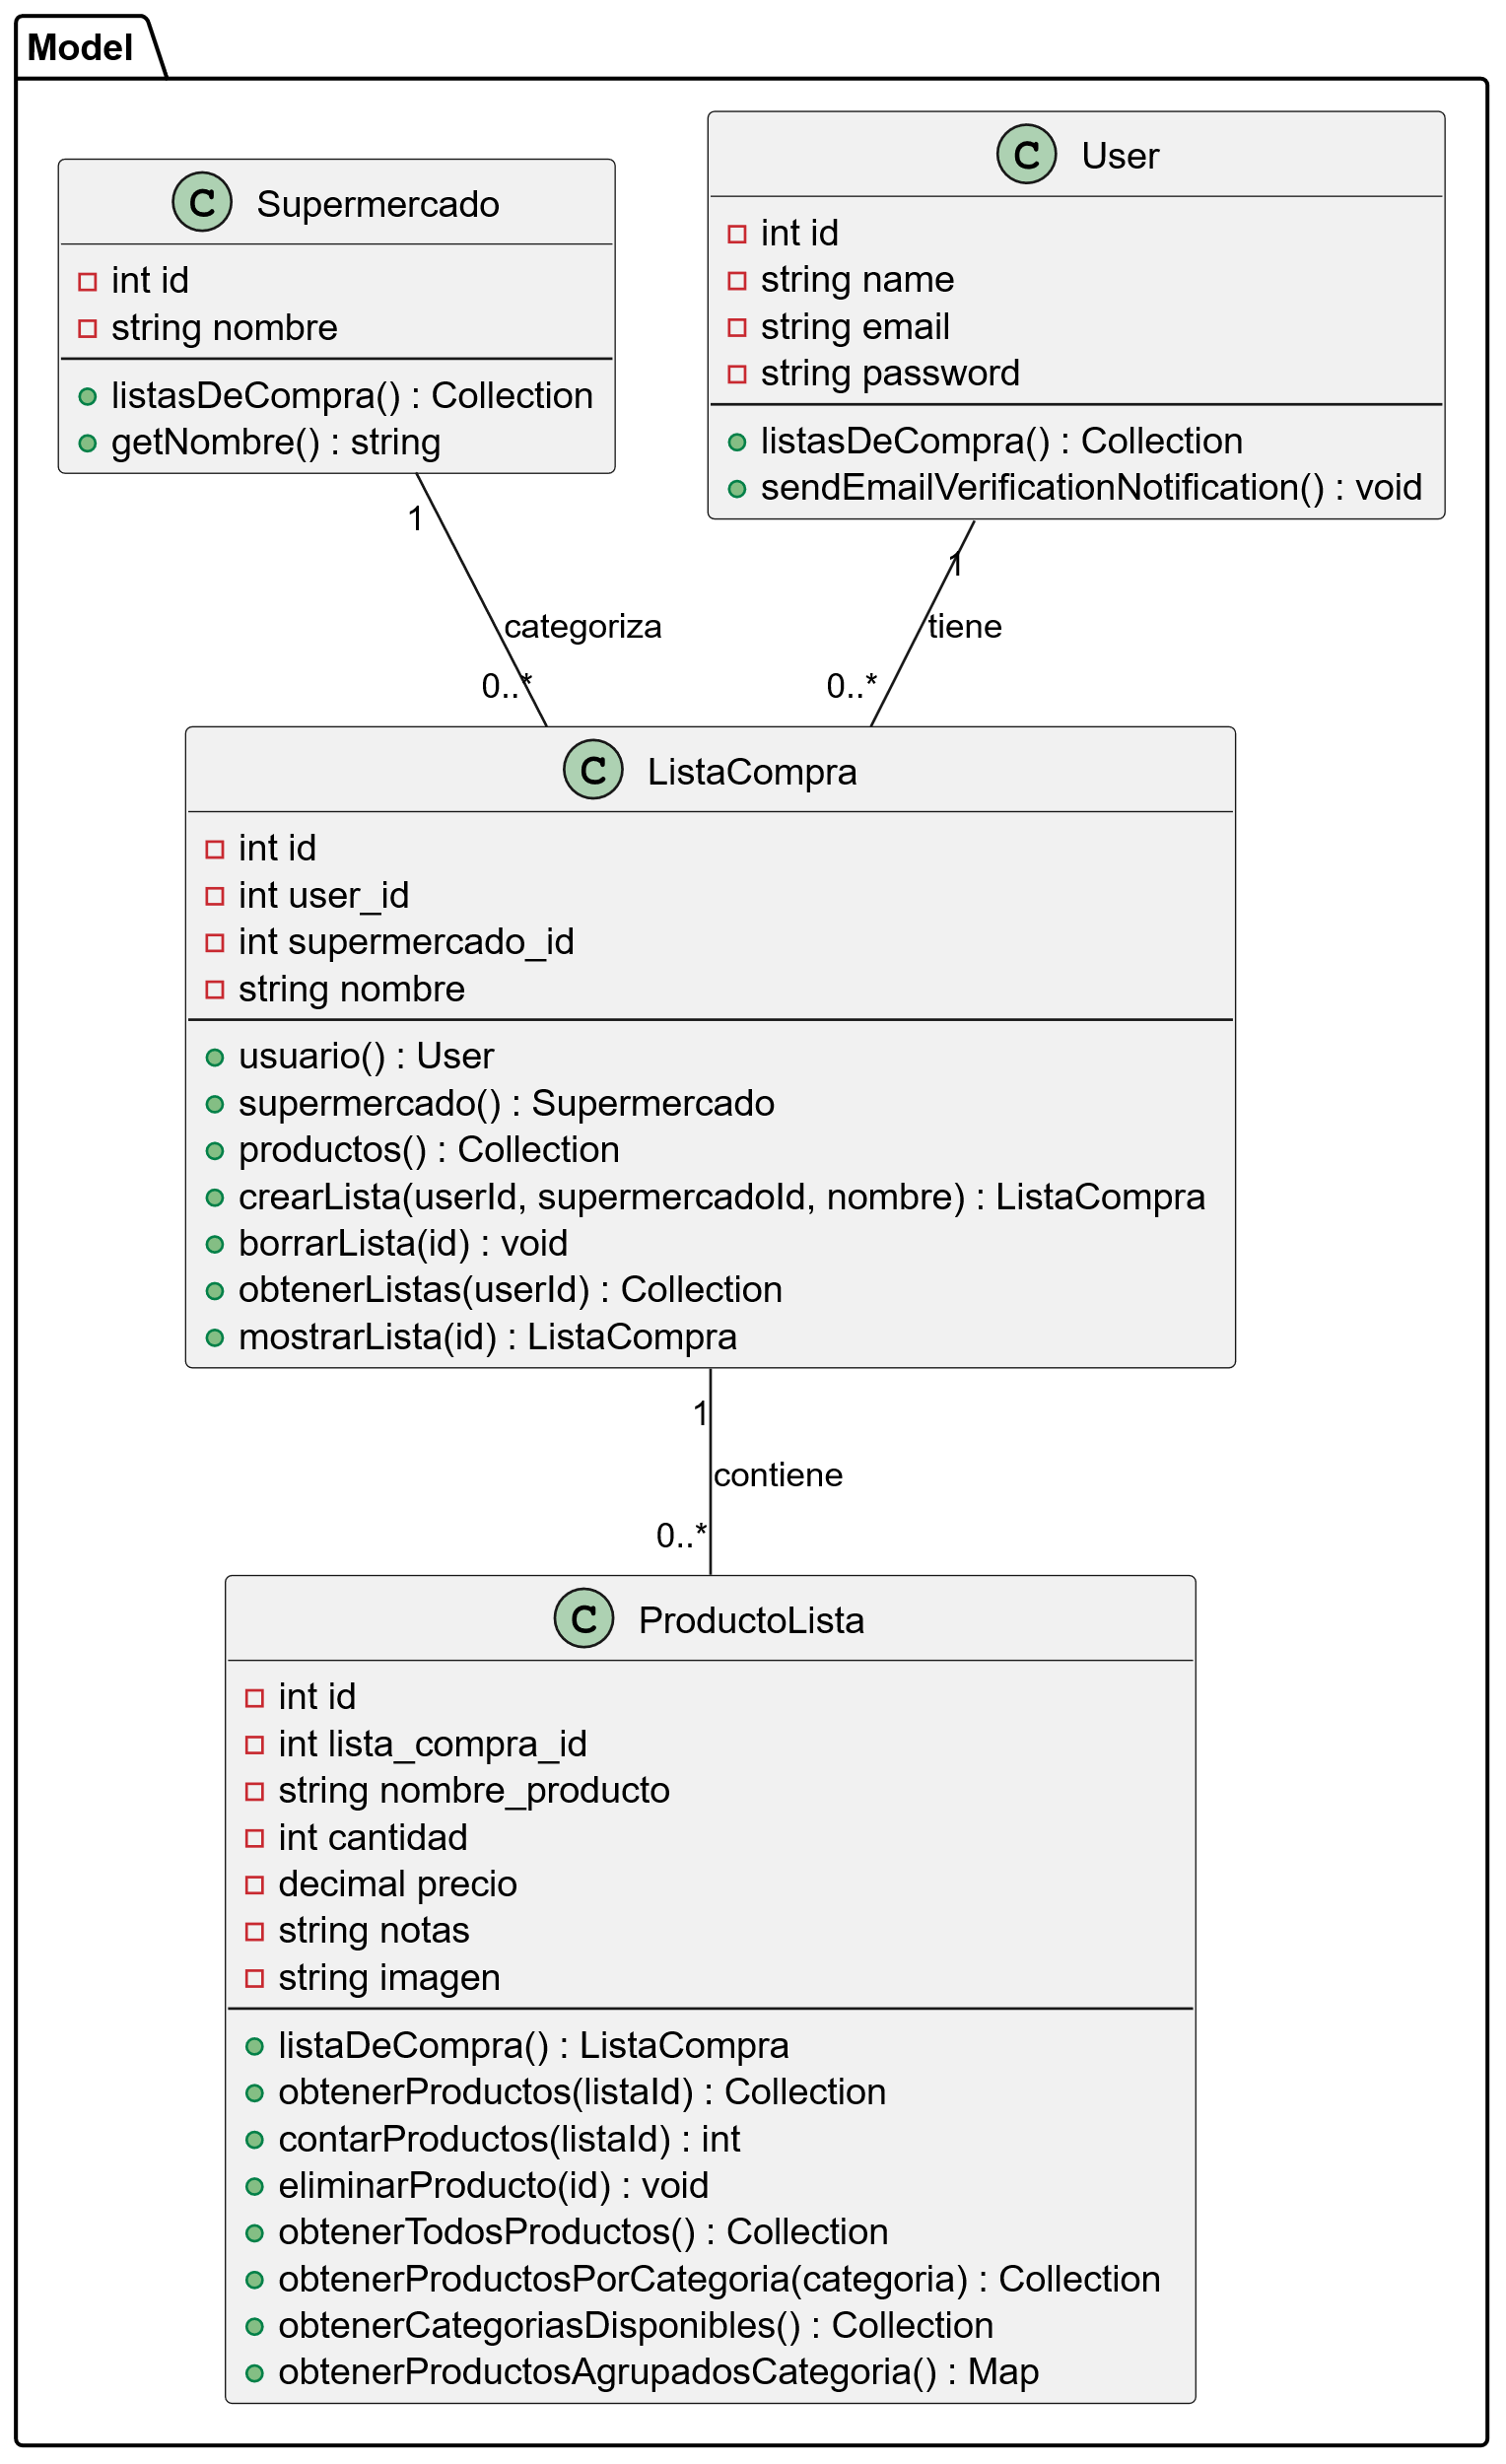 Model
C Supermercado
int id
string nombre
listasDeCompra() : Collection
getNombre() : string
C User
int id
string name
string email
string password
listasDeCompra() : Collection
sendEmailVerificationNotification() : void
1
categoriza
0..*
1
tiene
0..*
C ListaCompra
int id
int user_id
int supermercado_id
string nombre
usuario() : User
supermercado() : Supermercado
productos() : Collection
crearLista(userId, supermercadoId, nombre) : ListaCompra
borrarLista(id) : void
obtenerListas(userId) : Collection
mostrarLista(id) : ListaCompra
1
contiene
0..*
C ProductoLista
int id
int lista_compra_id
string nombre_producto
int cantidad
decimal precio
string notas
string imagen
listaDeCompra() : ListaCompra
obtenerProductos(listaId) : Collection
contarProductos(listaId) : int
eliminarProducto(id) : void
obtenerTodosProductos() : Collection
obtenerProductosPorCategoria(categoria) : Collection
obtenerCategoriasDisponibles() : Collection
obtenerProductosAgrupadosCategoria() : Map